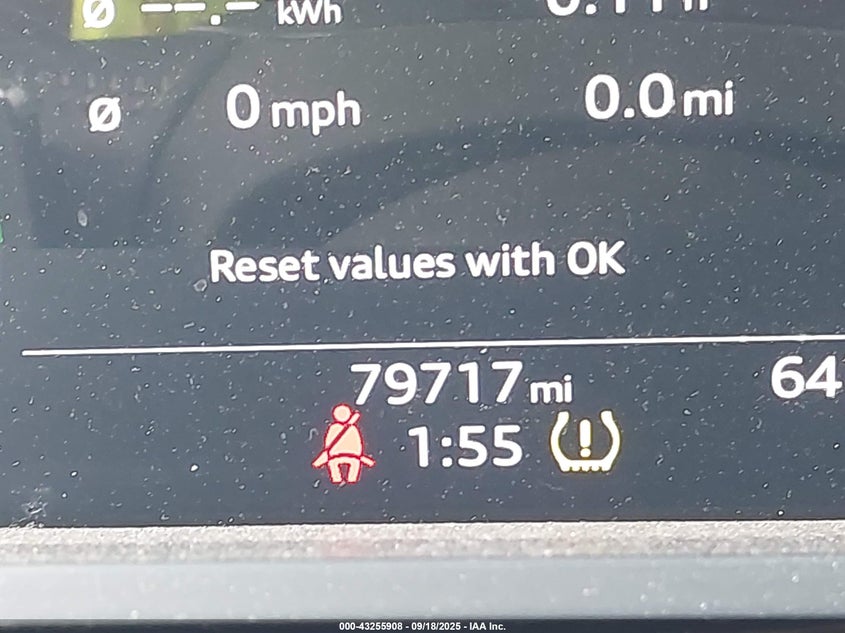 Ø --.- kWh
Ø 0 mph 0.0 mi
Reset values with OK
79717 mi 64
1:55
000-43255908 - 09/18/2025 - IAA Inc.